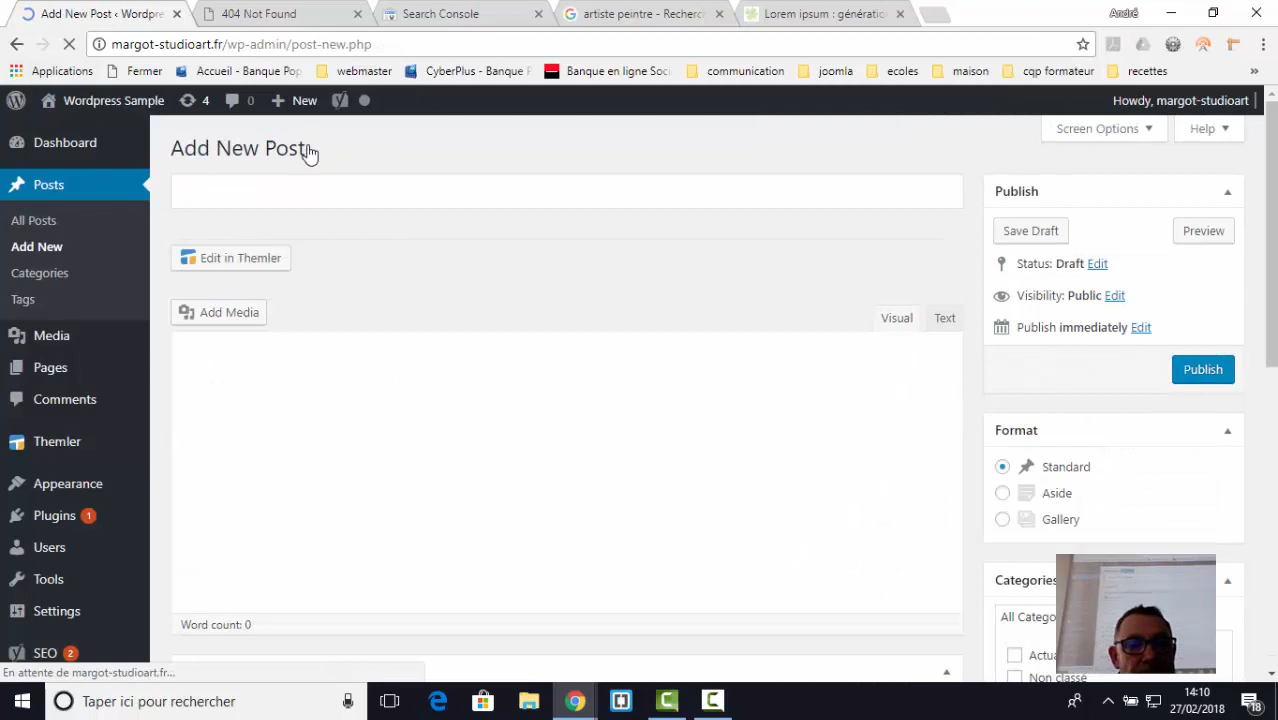 Add New Post ‹ Wordpre
404 Not Found
Search Console
artiste peintre - Recherc
Lorem ipsum : générati
André
margot-studioart.fr/wp-admin/post-new.php
Applications
Fermer
Accueil - Banque Pop
webmaster
CyberPlus - Banque P
Banque en ligne Soci
communication
joomla
ecoles
maison
cqp formateur
recettes
»
Wordpress Sample
4
0
New
Howdy, margot-studioart
Screen Options
Help
Dashboard
Posts
All Posts
Add New
Categories
Tags
Media
Pages
Comments
Themler
Appearance
Plugins 1
Users
Tools
Settings
SEO 2
Add New Post
Edit in Themler
Add Media
Visual
Text
Word count: 0
Publish
Save Draft
Preview
Status: Draft Edit
Visibility: Public Edit
Publish immediately Edit
Publish
Format
Standard
Aside
Gallery
Categories
All Catego
Actua
Non classé
En attente de margot-studioart.fr...
Taper ici pour rechercher
14:10
27/02/2018
18